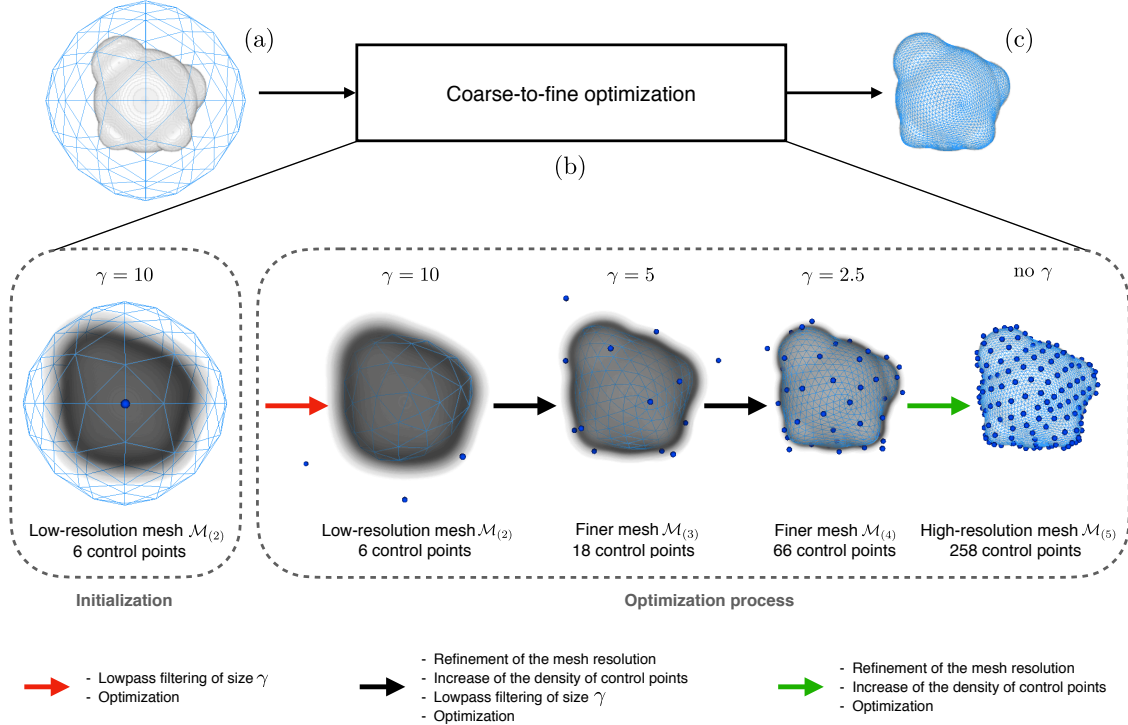 (a)
(c)
Coarse-to-fine optimization
(b)
γ = 10
γ = 10
γ = 5
γ = 2.5
no γ
Low-resolution mesh M(2)
6 control points
Low-resolution mesh M(2)
6 control points
Finer mesh M(3)
18 control points
Finer mesh M(4)
66 control points
High-resolution mesh M(5)
258 control points
Initialization
Optimization process
- Lowpass filtering of size γ
- Optimization
- Refinement of the mesh resolution
- Increase of the density of control points
- Lowpass filtering of size γ
- Optimization
- Refinement of the mesh resolution
- Increase of the density of control points
- Optimization